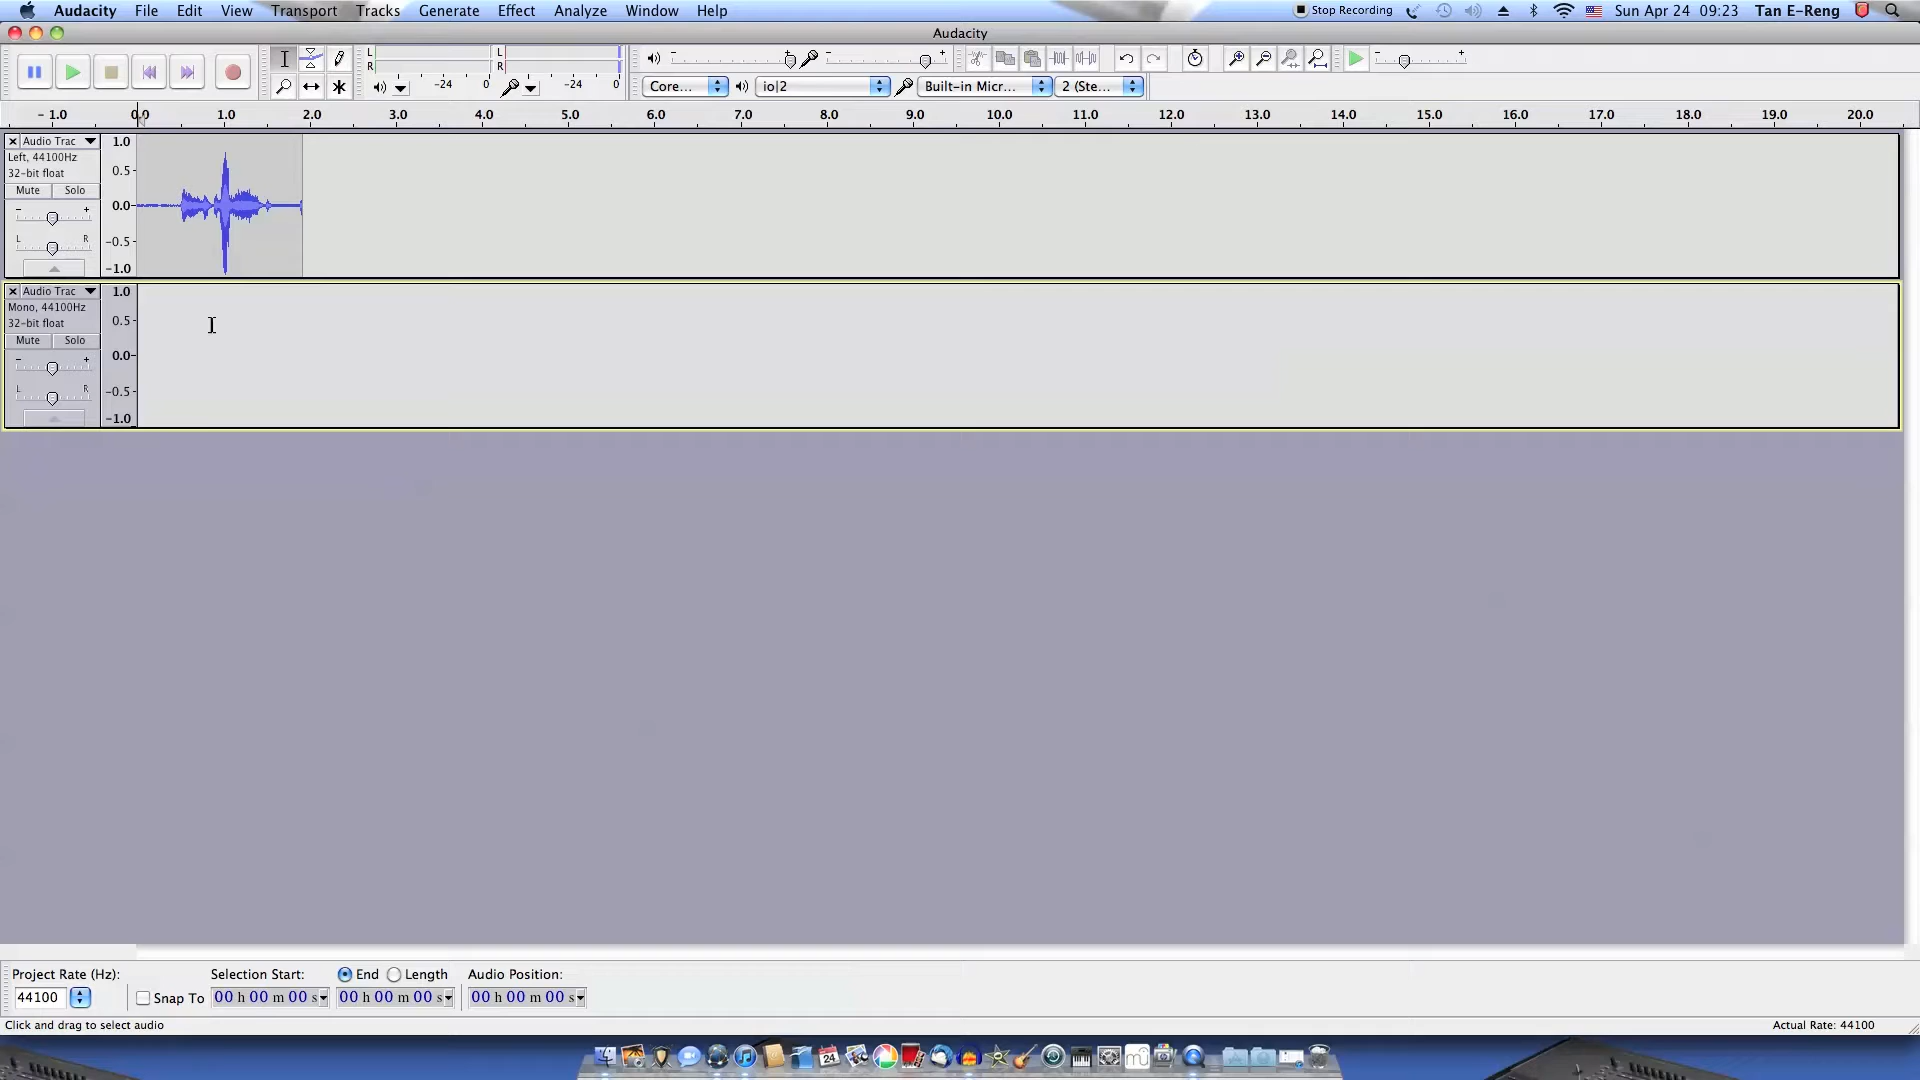 Audacity File Edit View Transport Tracks Generate Effect Analyze Window Help Stop Recording Sun Apr 24 09:23 Tan E-Reng
Audacity
L R -24 0 L R -24 0
Core... io|2 Built-in Micr... 2 (Ste...
- 1.0 0.0 1.0 2.0 3.0 4.0 5.0 6.0 7.0 8.0 9.0 10.0 11.0 12.0 13.0 14.0 15.0 16.0 17.0 18.0 19.0 20.0
Audio Trac 1.0
Left, 44100Hz
32-bit float 0.5
Mute Solo
- + 0.0
L R -0.5
-1.0
Audio Trac 1.0
Mono, 44100Hz
32-bit float 0.5
Mute Solo
- + 0.0
L R -0.5
-1.0
Project Rate (Hz): Selection Start: End Length Audio Position:
44100 Snap To 00 h 00 m 00 s 00 h 00 m 00 s 00 h 00 m 00 s
Click and drag to select audio Actual Rate: 44100
24